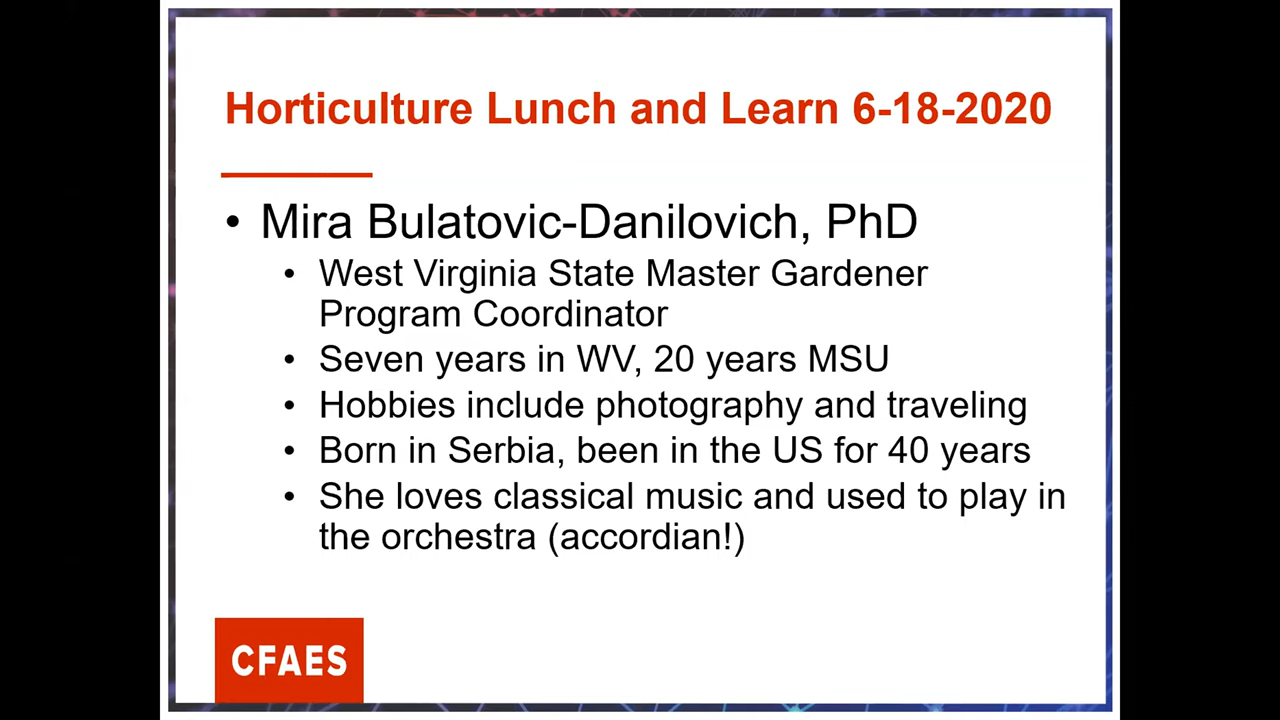 Horticulture Lunch and Learn 6-18-2020
• Mira Bulatovic-Danilovich, PhD
• West Virginia State Master Gardener
Program Coordinator
• Seven years in WV, 20 years MSU
• Hobbies include photography and traveling
• Born in Serbia, been in the US for 40 years
• She loves classical music and used to play in
the orchestra (accordian!)
CFAES